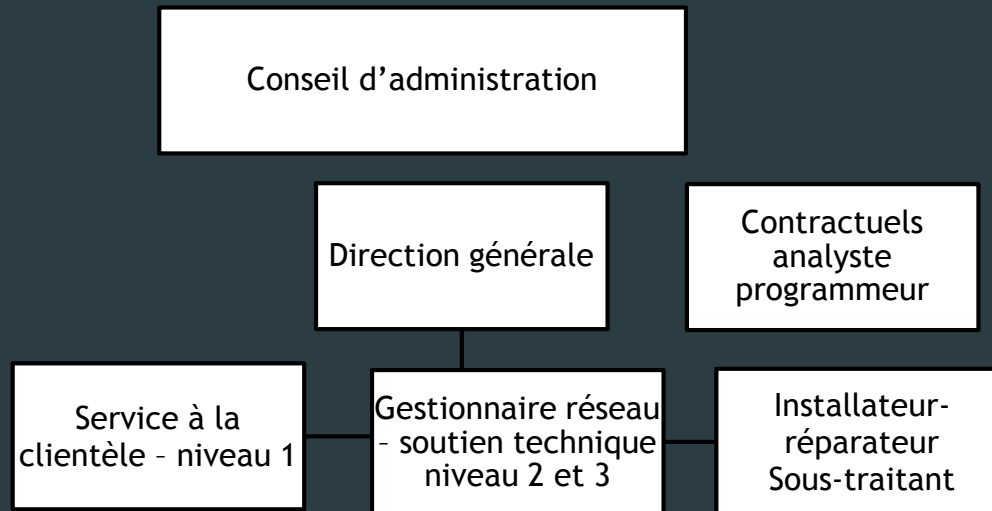 Conseil d’administration
Direction générale
Contractuels
analyste
programmeur
Service à la
clientèle – niveau 1
Gestionnaire réseau
– soutien technique
niveau 2 et 3
Installateur-
réparateur
Sous-traitant